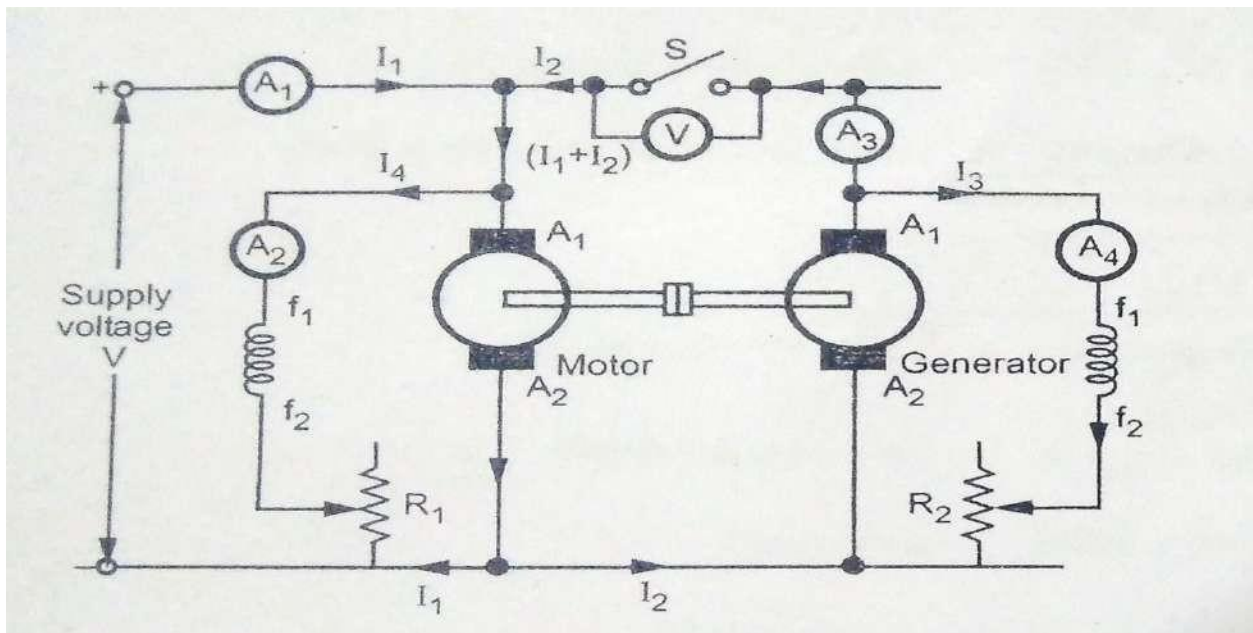 I₁
I₂
S
+
A₁
V
A₃
(I₁+I₂)
I₄
I₃
A₂
A₁
A₁
A₄
Supply
voltage
V
f₁
f₁
Motor
Generator
A₂
A₂
f₂
f₂
R₁
R₂
I₁
I₂